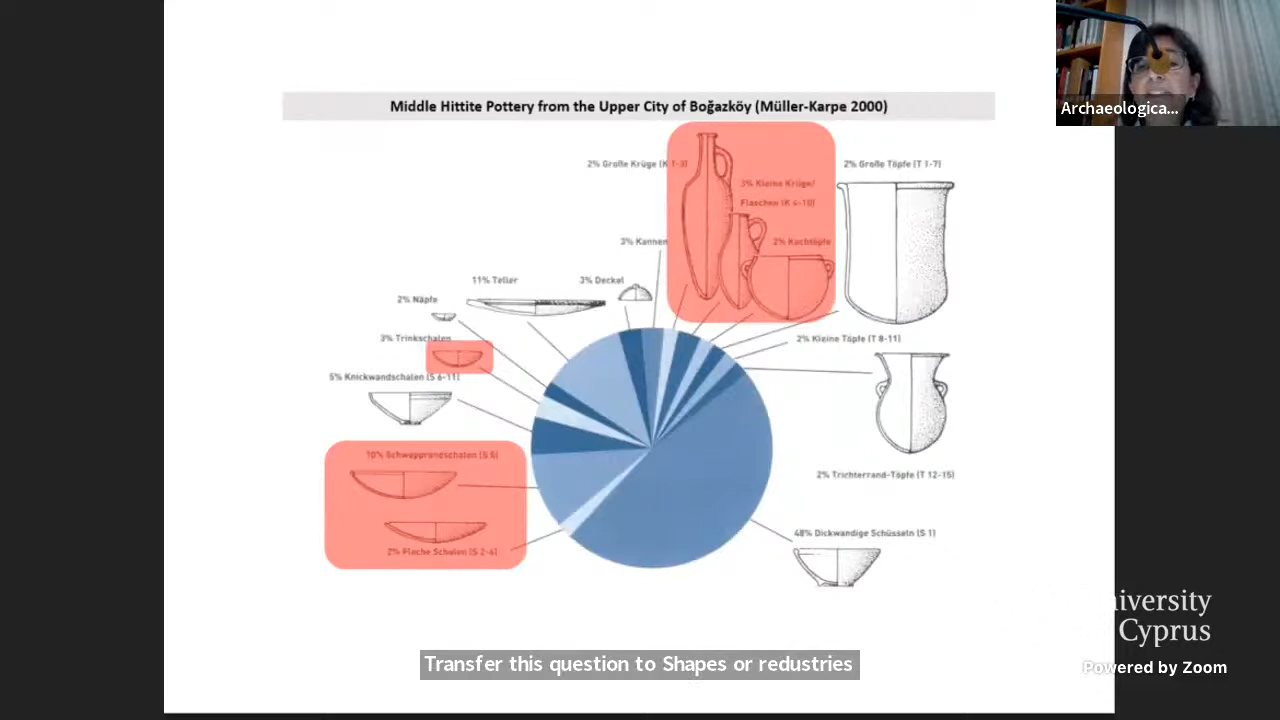 Archaeologica...
Middle Hittite Pottery from the Upper City of Boğazköy (Müller-Karpe 2000)
2% Große Krüge (K 1-3)
2% Große Töpfe (T 1-7)
3% Kleine Krüge/
Flaschen (K 4-10)
3% Kannen
2% Kochtöpfe
11% Teller
3% Deckel
2% Näpfe
3% Trinkschalen
2% Kleine Töpfe (T 8-11)
5% Knickwandschalen (S 6-11)
10% Schwapprandschalen (S 5)
2% Trichterrand-Töpfe (T 12-15)
48% Dickwandige Schüsseln (S 1)
2% Flache Schalen (S 2-4)
iversity
Cyprus
Transfer this question to Shapes or redustries
Powered by Zoom